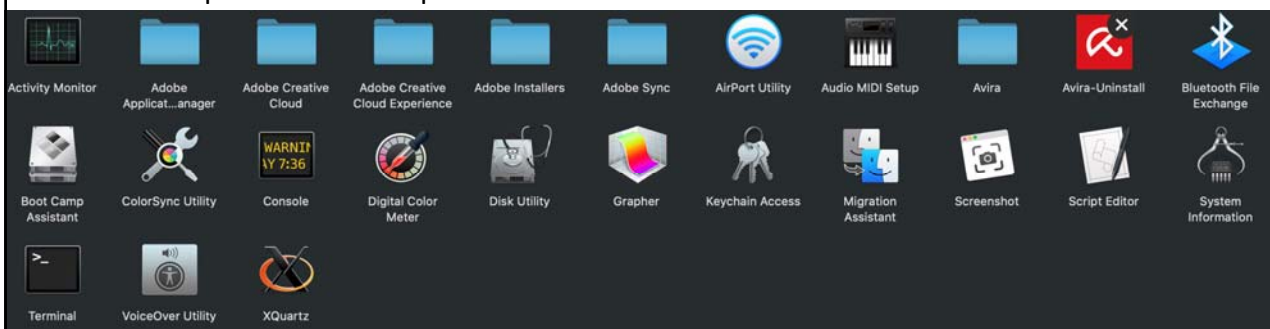 Activity Monitor
Adobe
Applicat...anager
Adobe Creative
Cloud
Adobe Creative
Cloud Experience
Adobe Installers
Adobe Sync
AirPort Utility
Audio MIDI Setup
Avira
Avira-Uninstall
Bluetooth File
Exchange
WARNIN
AY 7:36
Boot Camp
Assistant
ColorSync Utility
Console
Digital Color
Meter
Disk Utility
Grapher
Keychain Access
Migration
Assistant
Screenshot
Script Editor
System
Information
>_
Terminal
VoiceOver Utility
XQuartz